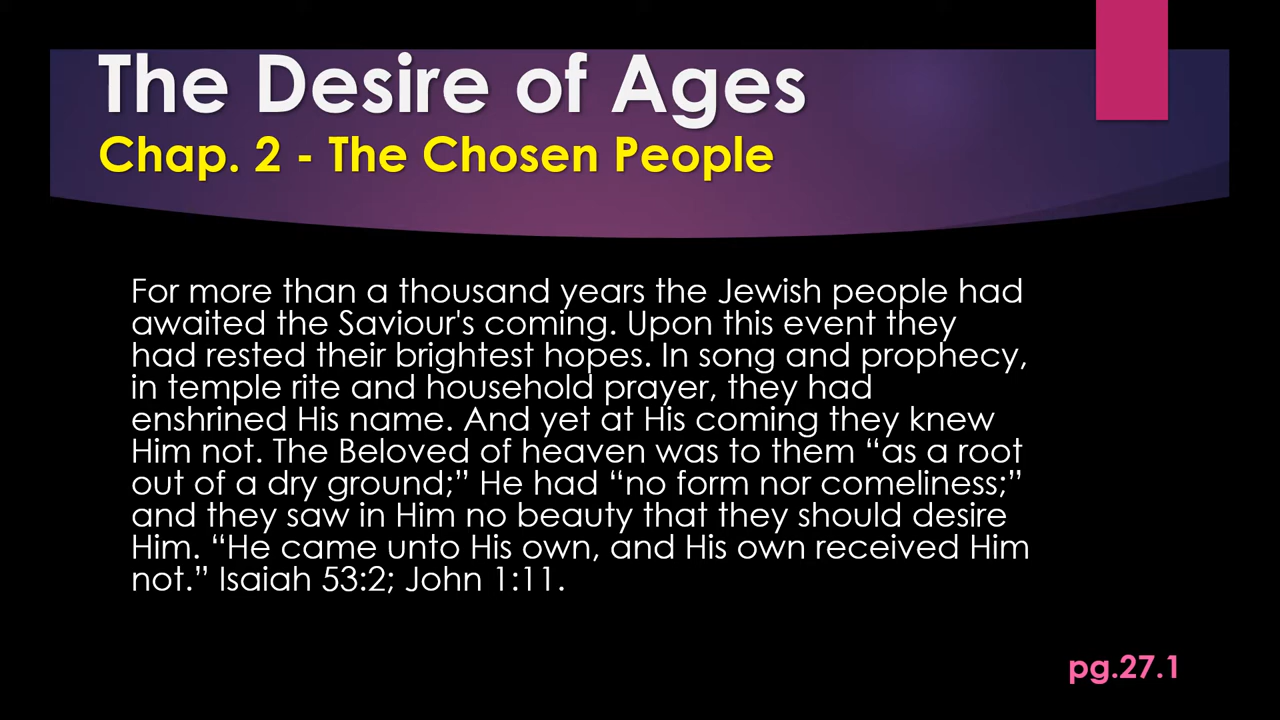 The Desire of Ages
Chap. 2 - The Chosen People
For more than a thousand years the Jewish people had
awaited the Saviour's coming. Upon this event they
had rested their brightest hopes. In song and prophecy,
in temple rite and household prayer, they had
enshrined His name. And yet at His coming they knew
Him not. The Beloved of heaven was to them “as a root
out of a dry ground;” He had “no form nor comeliness;”
and they saw in Him no beauty that they should desire
Him. “He came unto His own, and His own received Him
not.” Isaiah 53:2; John 1:11.
pg.27.1